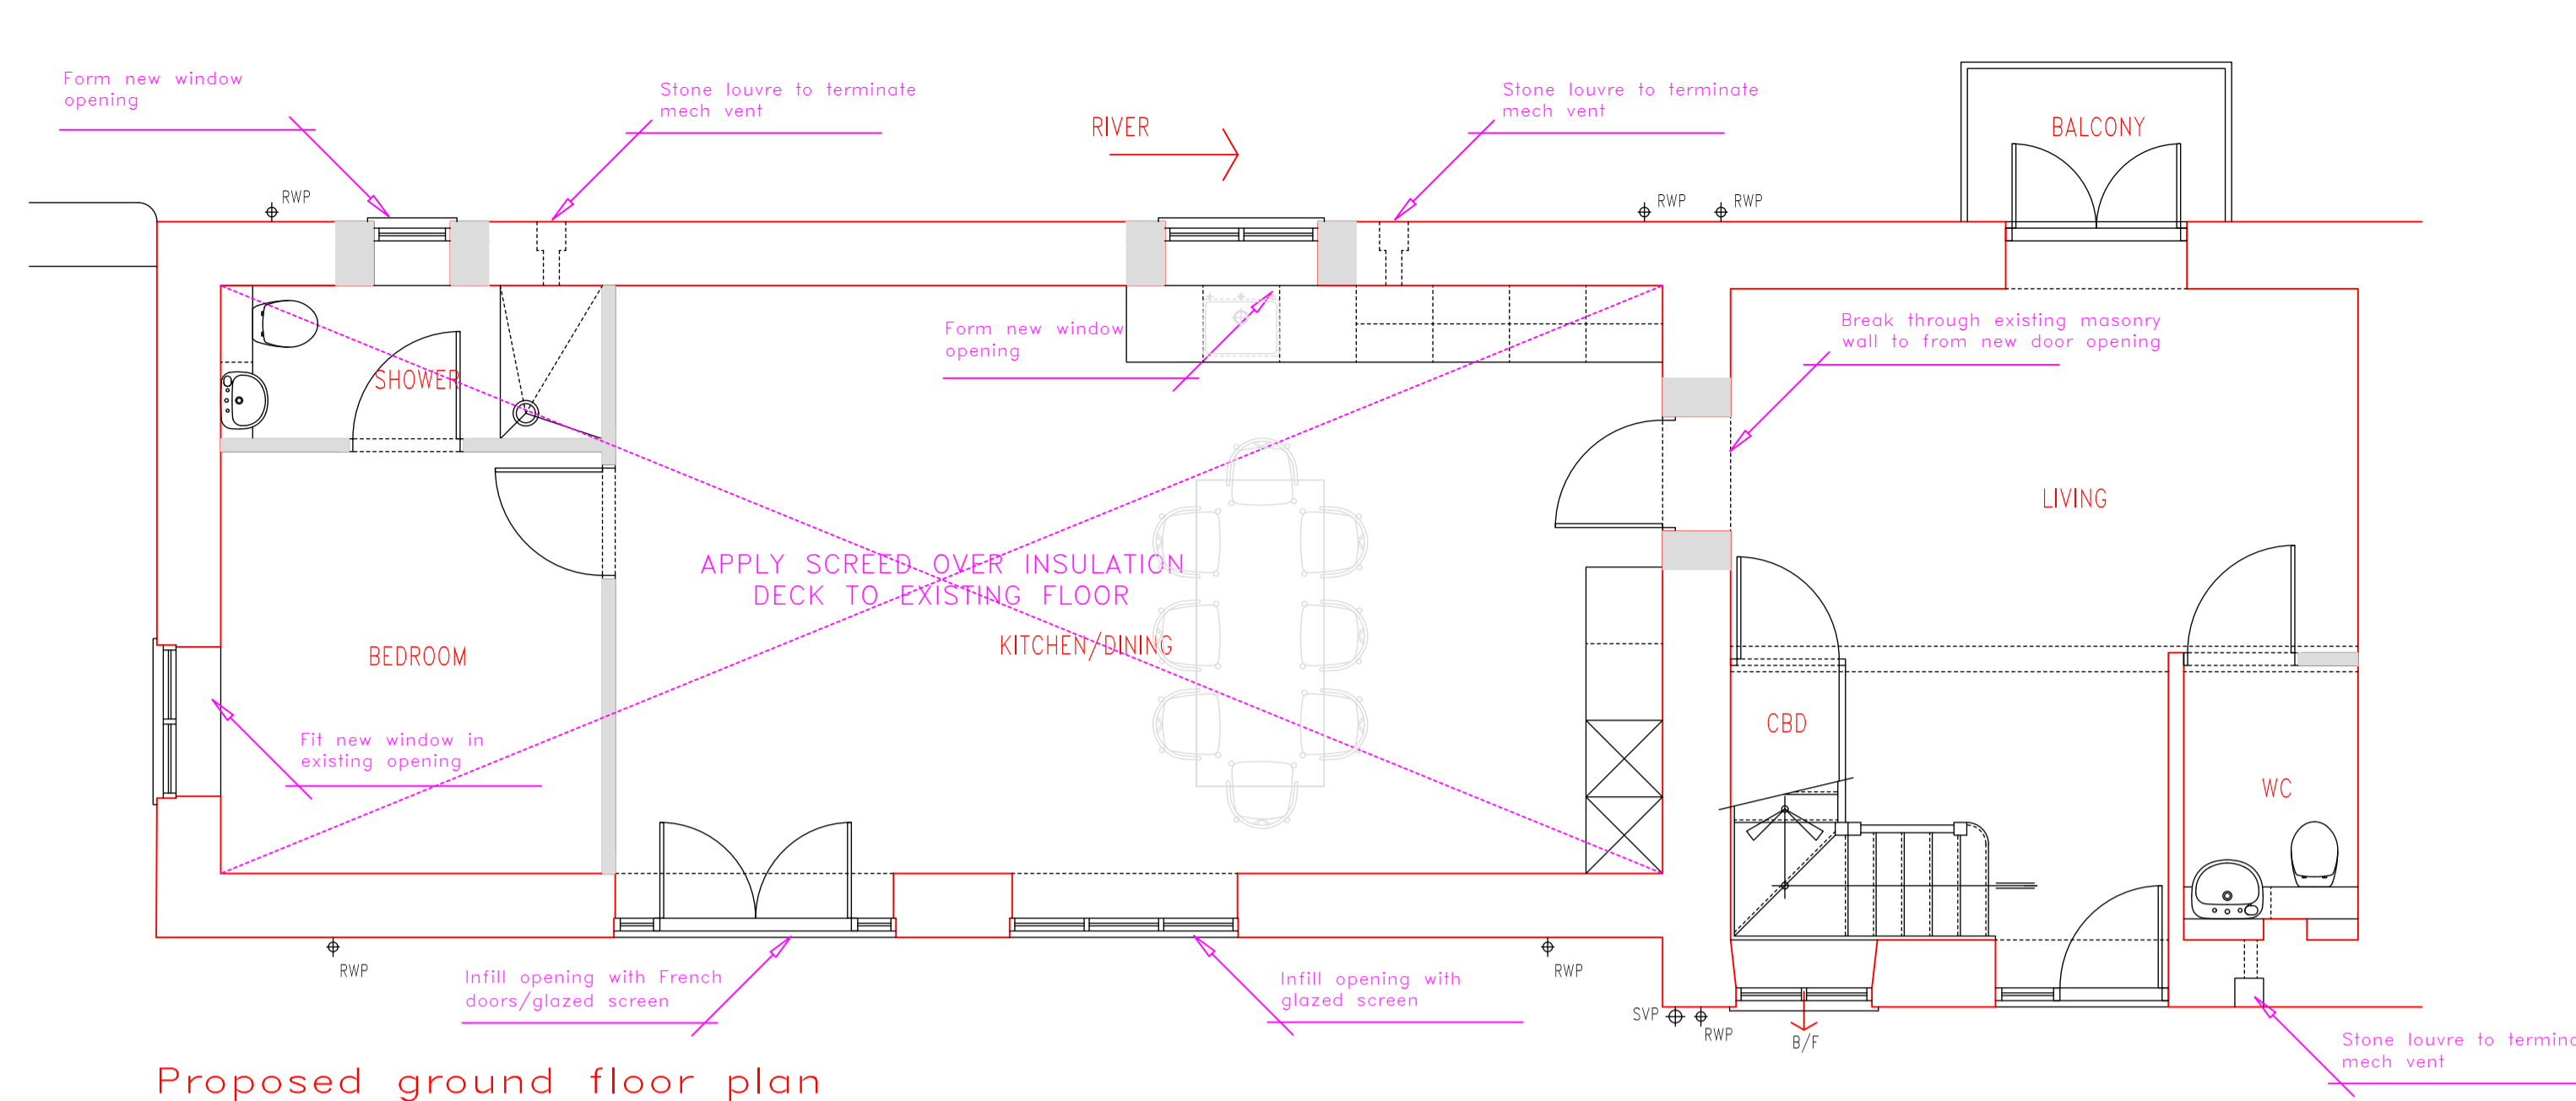 Form new window
opening
Stone louvre to terminate
mech vent
RIVER
Stone louvre to terminate
mech vent
BALCONY
RWP
RWP
RWP
Form new window
opening
Break through existing masonry
wall to from new door opening
SHOWER
LIVING
APPLY SCREED OVER INSULATION
DECK TO EXISTING FLOOR
KITCHEN/DINING
BEDROOM
CBD
Fit new window in
existing opening
WC
RWP
RWP
Infill opening with French
doors/glazed screen
Infill opening with
glazed screen
SVP
RWP
B/F
Stone louvre to
mech vent
Proposed ground floor plan